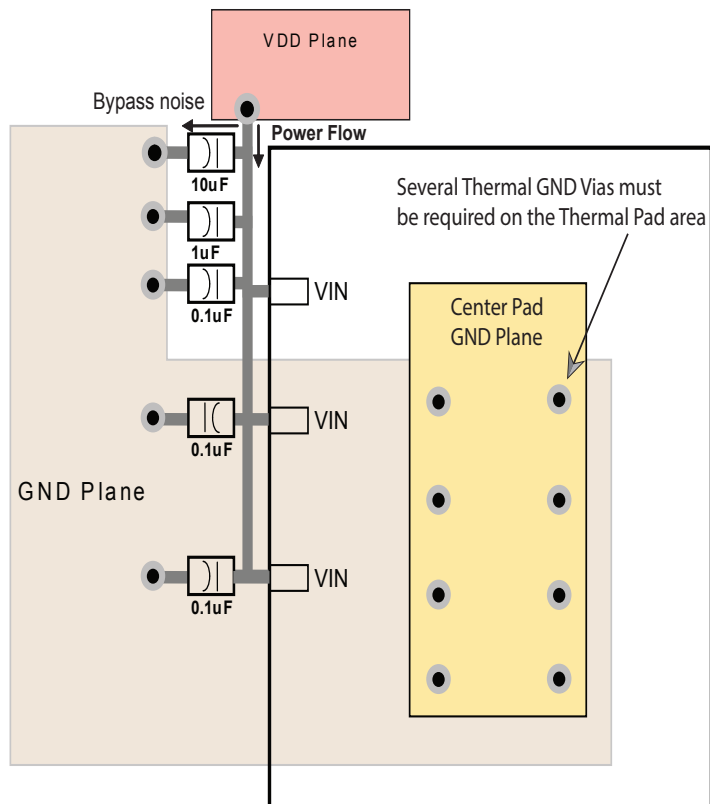 VDD Plane
Bypass noise
Power Flow
10uF
Several Thermal GND Vias must
be required on the Thermal Pad area
1uF
0.1uF
VIN
Center Pad
GND Plane
VIN
0.1uF
GND Plane
VIN
0.1uF